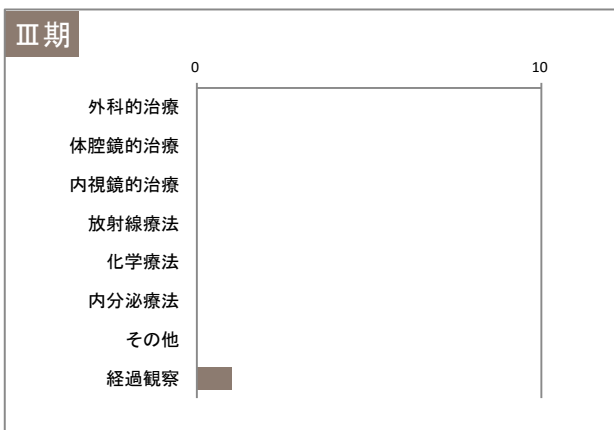 Ⅲ期
0 10
外科的治療
体腔鏡的治療
内視鏡的治療
放射線療法
化学療法
内分泌療法
その他
経過観察